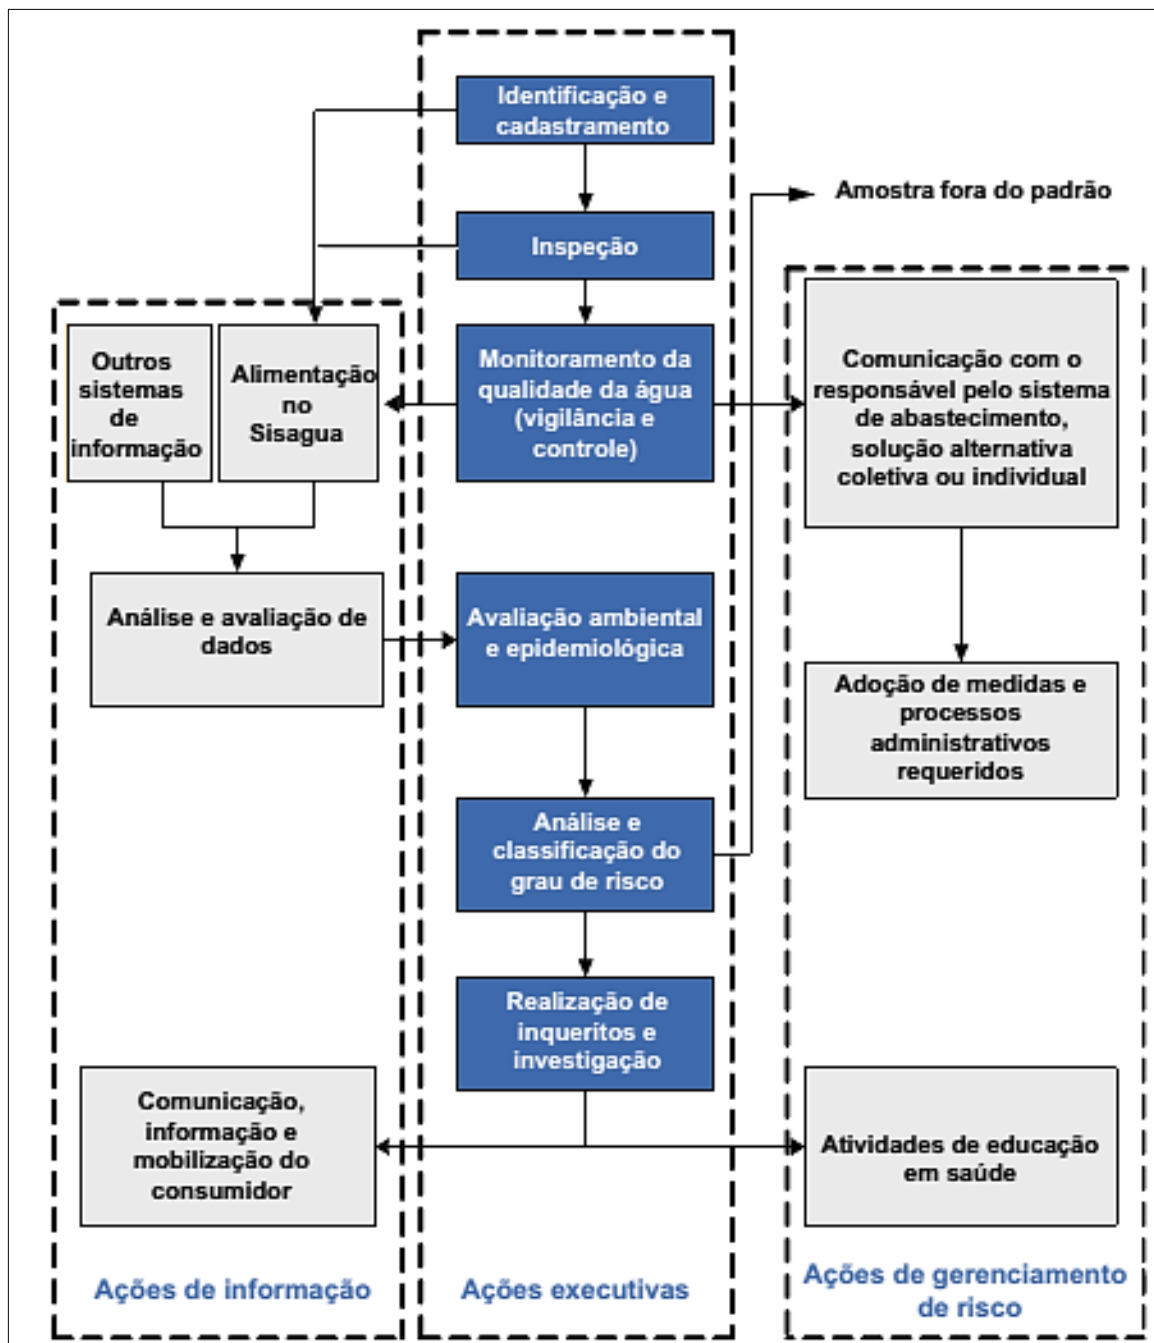 Identificação e
cadastramento
Amostra fora do padrão
Inspeção
Outros
sistemas
de
informação
Alimentação
no
Sisagua
Monitoramento da
qualidade da água
(vigilância e
controle)
Comunicação com o
responsável pelo sistema
de abastecimento,
solução alternativa
coletiva ou individual
Análise e avaliação de
dados
Avaliação ambiental
e epidemiológica
Adoção de medidas e
processos
administrativos
requeridos
Análise e
classificação do
grau de risco
Realização de
inqueritos e
investigação
Comunicação,
informação e
mobilização do
consumidor
Atividades de educação
em saúde
Ações de informação
Ações executivas
Ações de gerenciamento
de risco